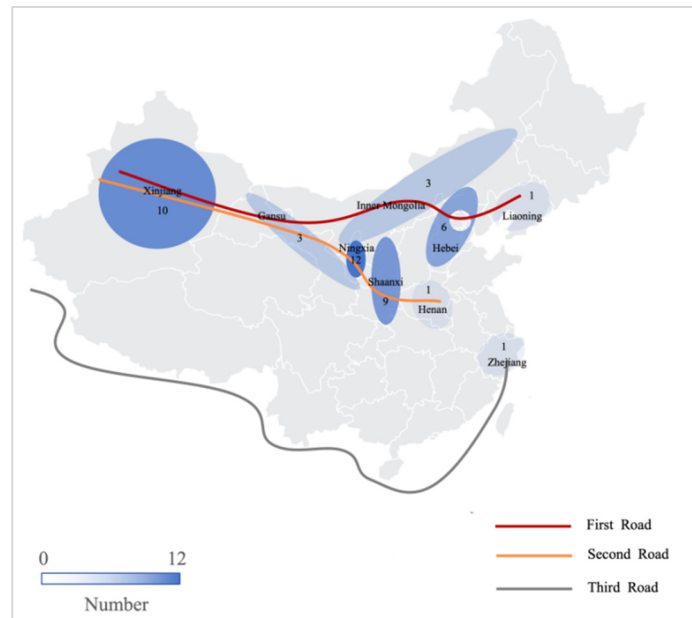 3
Xinjiang
10
1
Inner Mongolia
Liaoning
Gansu
3
6
Hebei
Ningxia
12
Shaanxi
9
1
Henan
1
Zhejiang
First Road
Second Road
Third Road
0 12
Number